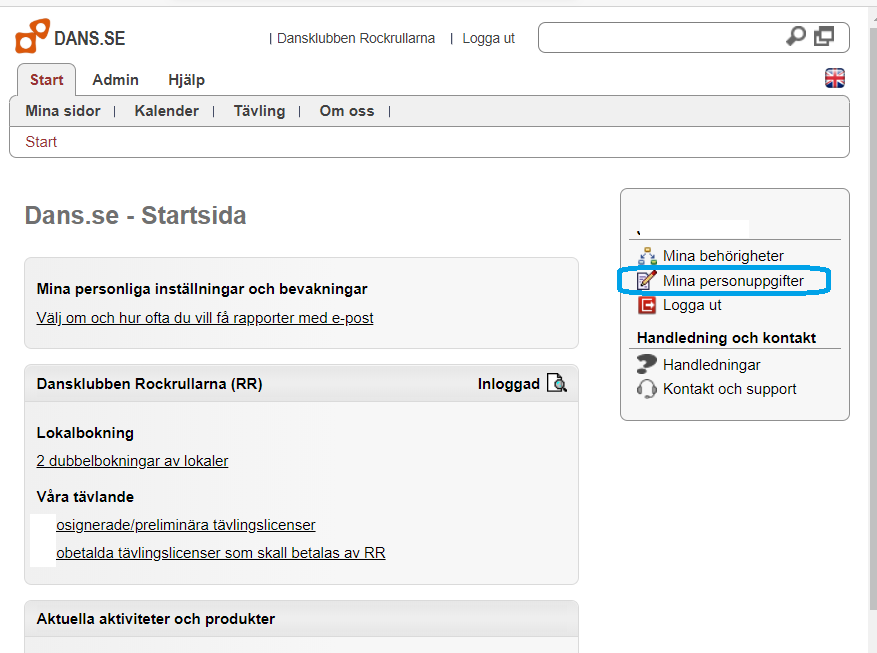 DANS.SE | Dansklubben Rockrullarna | Logga ut
Start Admin Hjälp
Mina sidor | Kalender | Tävling | Om oss |
Start
Dans.se - Startsida
Mina personliga inställningar och bevakningar
Välj om och hur ofta du vill få rapporter med e-post
Dansklubben Rockrullarna (RR) Inloggad
Lokalbokning
2 dubbelbokningar av lokaler
Våra tävlande
osignerade/preliminära tävlingslicenser
obetalda tävlingslicenser som skall betalas av RR
Aktuella aktiviteter och produkter
Mina behörigheter
Mina personuppgifter
Logga ut
Handledning och kontakt
Handledningar
Kontakt och support